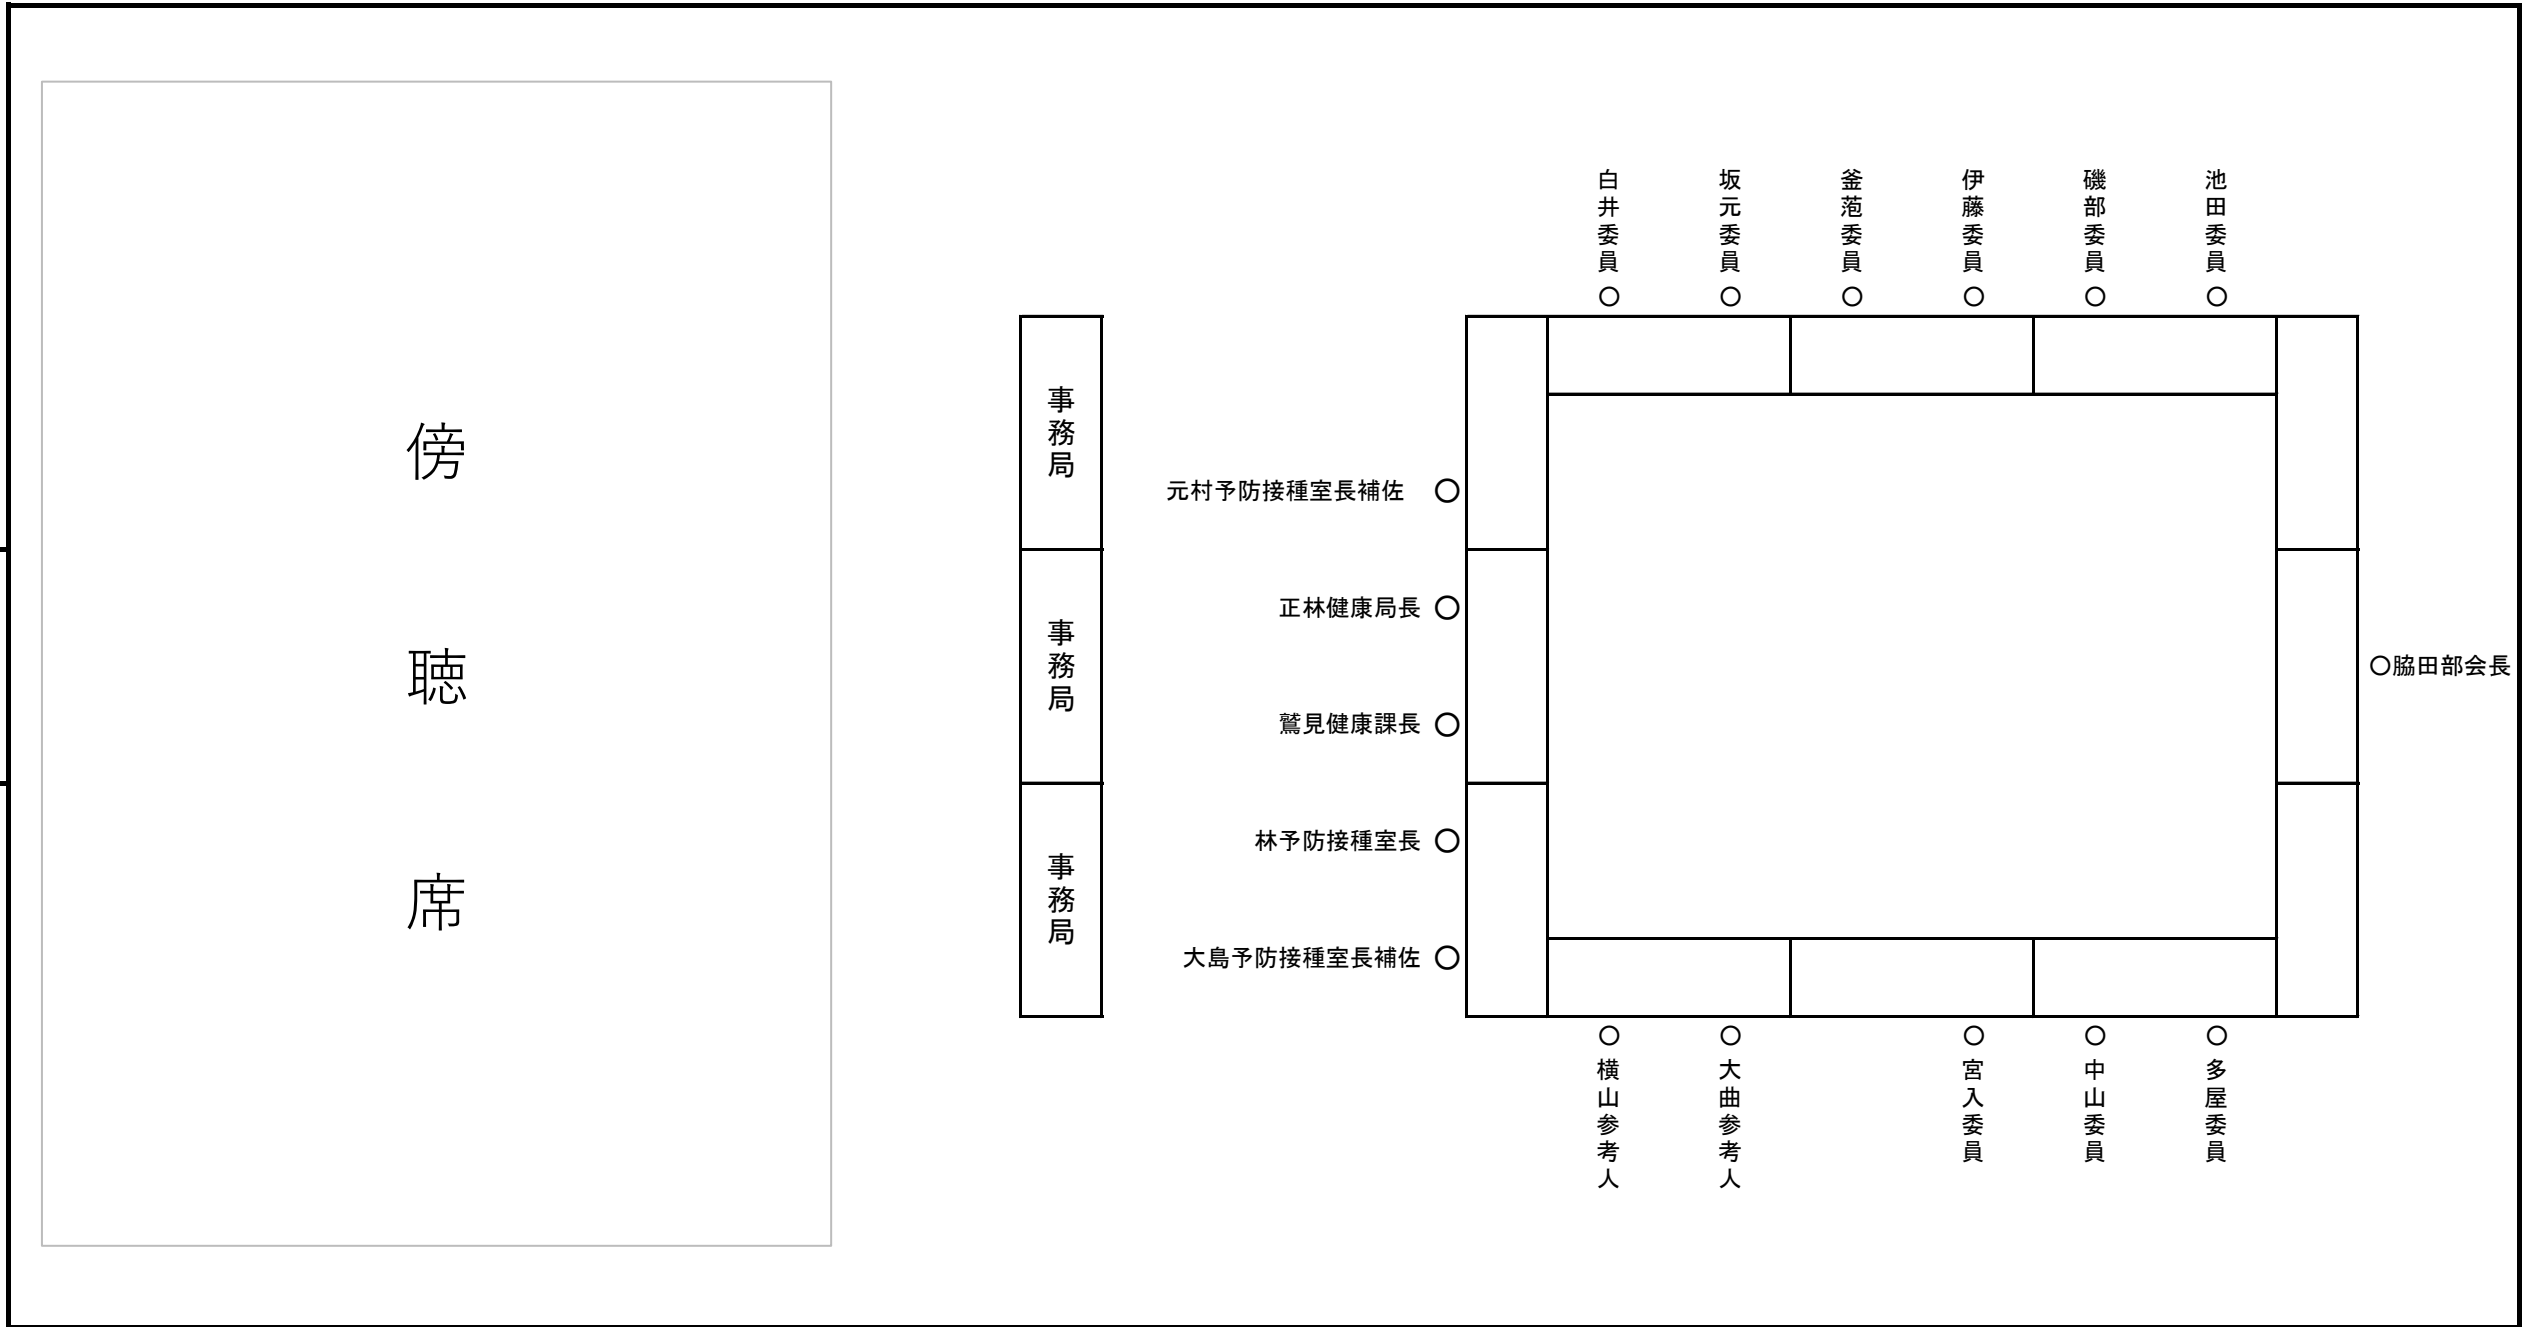 傍聴席
事務局
事務局
事務局
白井委員
坂元委員
釜萢委員
伊藤委員
磯部委員
池田委員
元村予防接種室長補佐 〇
正林健康局長 〇
鷲見健康課長 〇
林予防接種室長 〇
大島予防接種室長補佐 〇
〇 〇 〇 〇 〇 〇
〇脇田部会長
〇 〇 〇 〇 〇
横山参考人
大曲参考人
宮入委員
中山委員
多屋委員